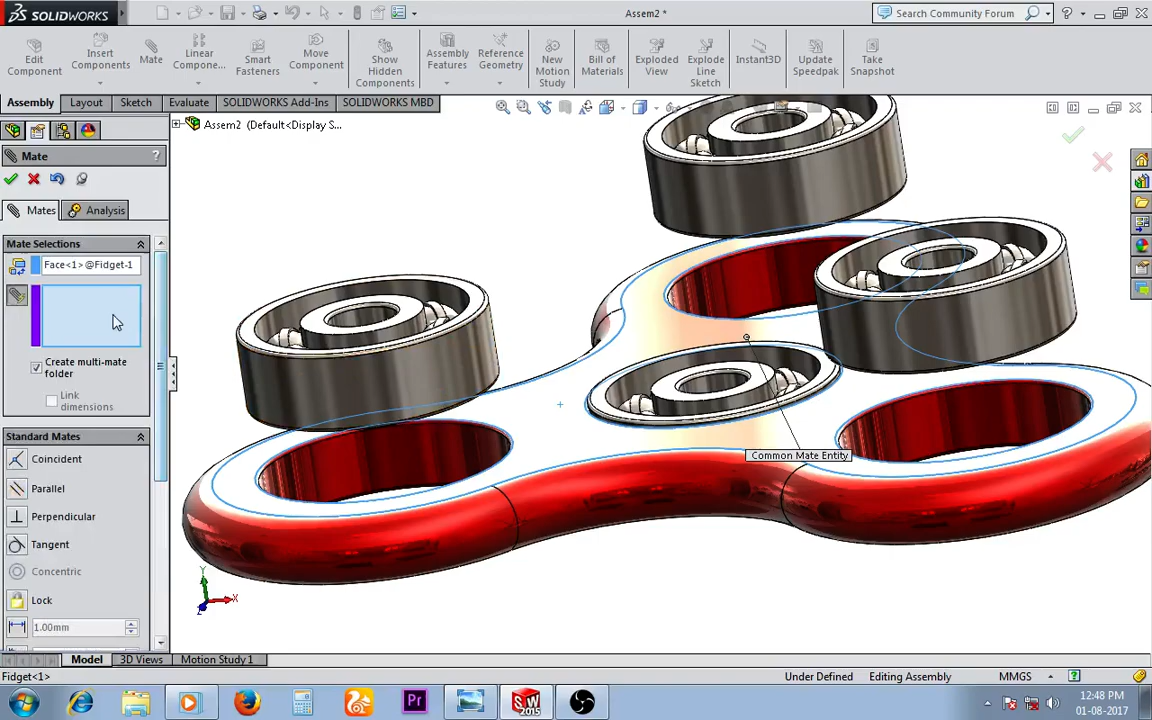 SOLIDWORKS
Assem2 *
Search Community Forum
Edit Component
Insert Components
Mate
Linear Compone...
Smart Fasteners
Move Component
Show Hidden Components
Assembly Features
Reference Geometry
New Motion Study
Bill of Materials
Exploded View
Explode Line Sketch
Instant3D
Update Speedpak
Take Snapshot
Assembly
Layout
Sketch
Evaluate
SOLIDWORKS Add-Ins
SOLIDWORKS MBD
Assem2 (Default<Display S...
Mate
?
Mates
Analysis
Mate Selections
Face<1>@Fidget-1
Create multi-mate
folder
Link
dimensions
Standard Mates
Coincident
Parallel
Perpendicular
Tangent
Concentric
Lock
1.00mm
Common Mate Entity
Y
X
Z
Model
3D Views
Motion Study 1
Fidget<1>
Under Defined
Editing Assembly
MMGS
?
Pr
SW
2015
12:48 PM
01-08-2017